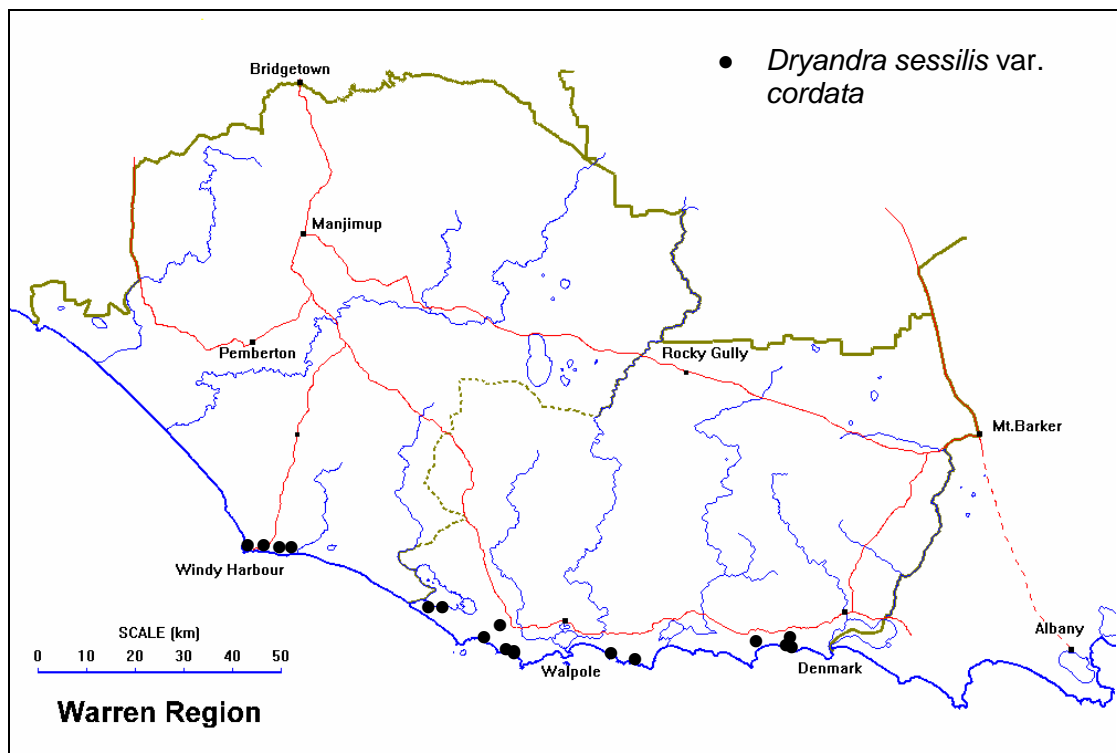 Dryandra sessilis var.
cordata
Bridgetown
Manjimup
Pemberton
Rocky Gully
Mt.Barker
Windy Harbour
SCALE (km)
0 10 20 30 40 50
Walpole
Denmark
Albany
Warren Region